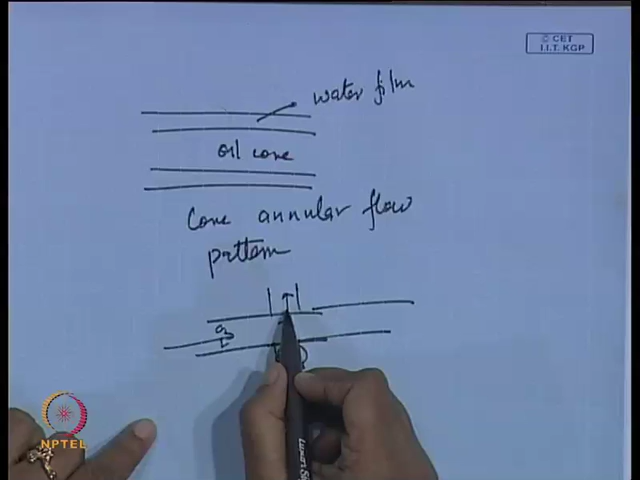 © CET
I.I.T. KGP
water film
oil core
Core annular flow
pattern
NPTEL